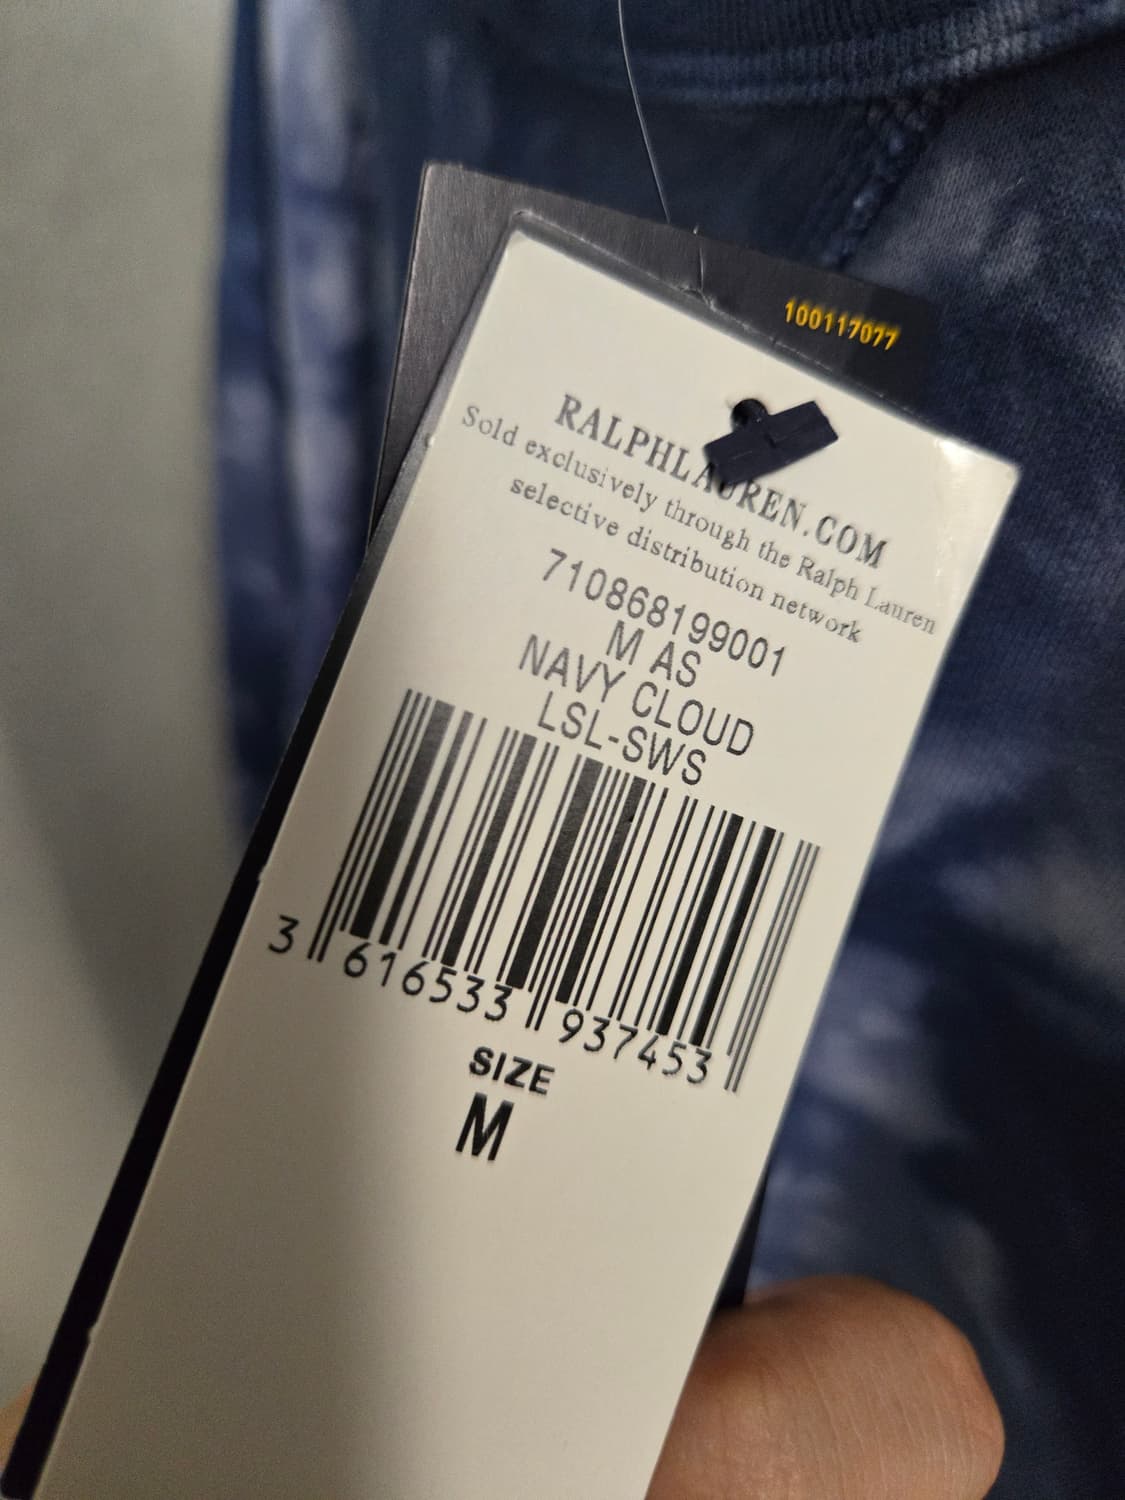 100117077
RALPHLAUREN.COM
Sold exclusively through the Ralph Lauren
selective distribution network
710868199001
M AS
NAVY CLOUD
LSL-SWS
3 616533 937453
SIZE
M